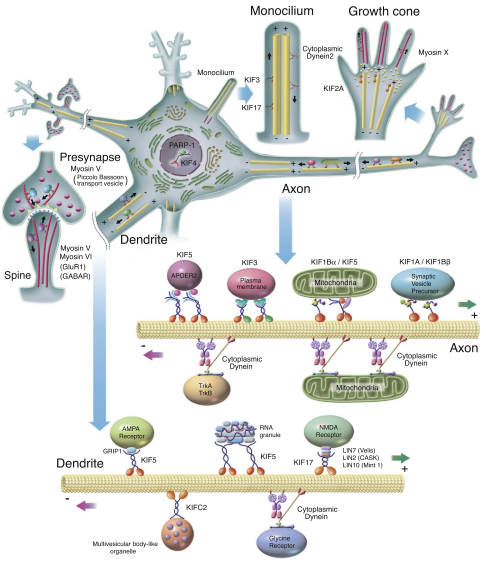 Monocilium
Growth cone
Cytoplasmic
Dynein2
Myosin X
Monocilium
KIF3
KIF17
KIF2A
PARP-1
KIF4
Presynapse
Myosin V
(Piccolo Bassoon
transport vesicle)
Axon
Dendrite
Myosin V
Myosin VI
(GluR1)
(GABAR)
Spine
KIF5
KIF3
KIF1Bα / KIF5
KIF1A / KIF1Bβ
APOER2
Plasma
membrane
Mitochondria
Synaptic
Vesicle
Precursor
+
-
Axon
Cytoplasmic
Dynein
Cytoplasmic
Dynein
TrkA
TrkB
Mitochondria
AMPA
Receptor
RNA
granule
NMDA
Receptor
GRIP1
KIF5
KIF5
KIF17
LIN7 (Velis)
LIN2 (CASK)
LIN10 (Mint 1)
Dendrite
+
-
KIFC2
Cytoplasmic
Dynein
Multivesicular body-like
organelle
Glycine
Receptor